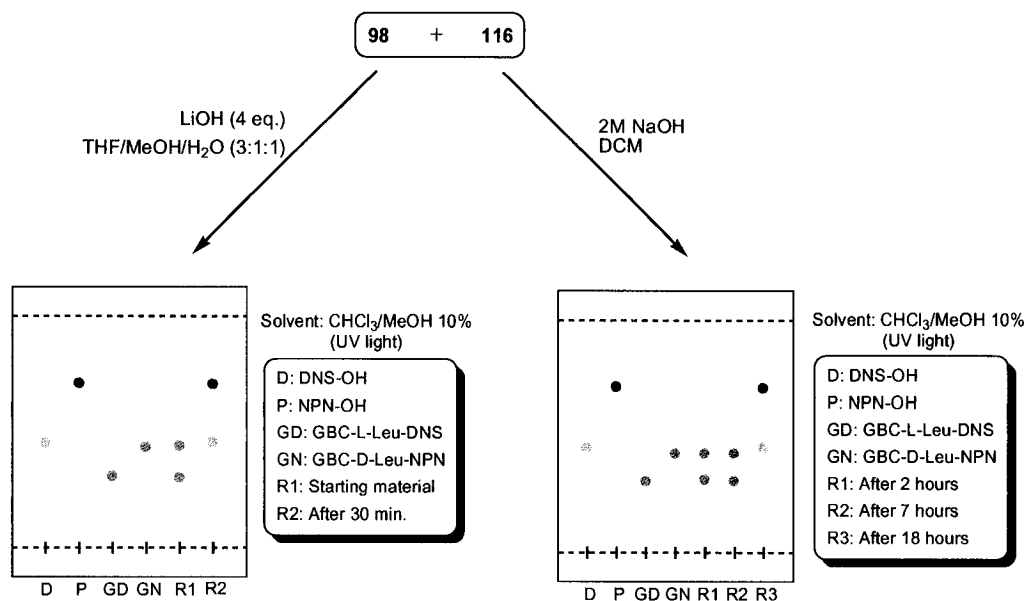 98 + 116
LiOH (4 eq.)
THF/MeOH/H₂O (3:1:1)
2M NaOH
DCM
Solvent: CHCl₃/MeOH 10%
(UV light)
D: DNS-OH
P: NPN-OH
GD: GBC-L-Leu-DNS
GN: GBC-D-Leu-NPN
R1: Starting material
R2: After 30 min.
D P GD GN R1 R2
Solvent: CHCl₃/MeOH 10%
(UV light)
D: DNS-OH
P: NPN-OH
GD: GBC-L-Leu-DNS
GN: GBC-D-Leu-NPN
R1: After 2 hours
R2: After 7 hours
R3: After 18 hours
D P GD GN R1 R2 R3